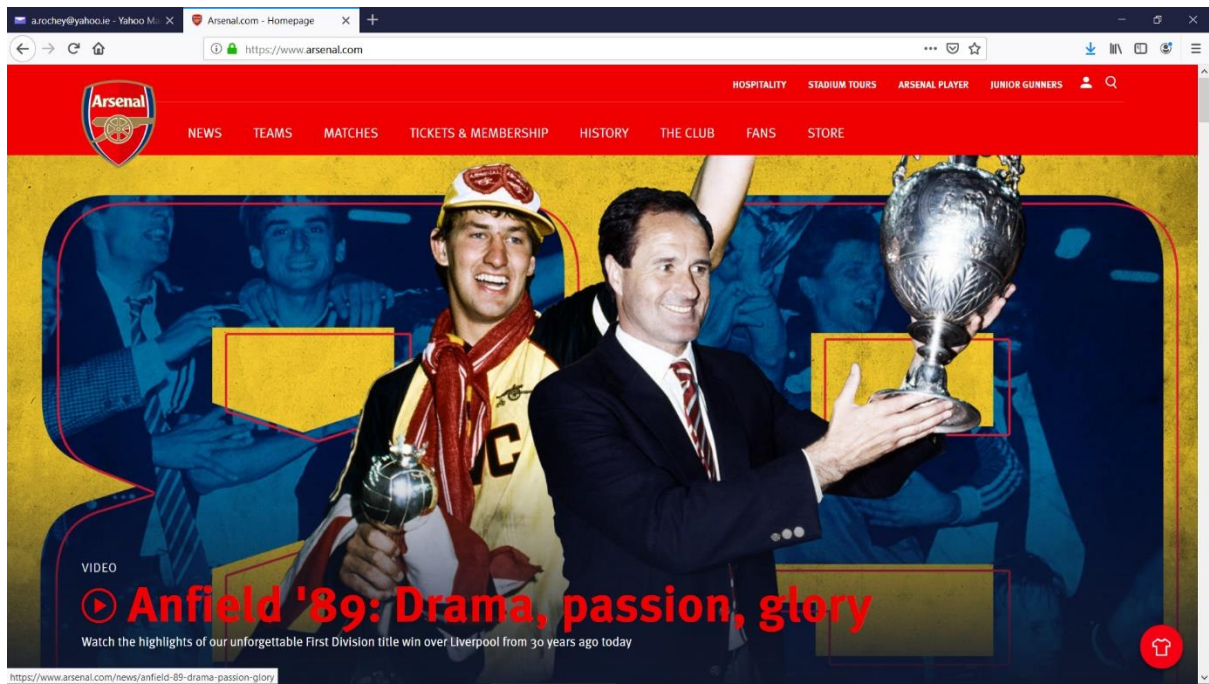 a.rochey@yahoo.ie - Yahoo Ma
Arsenal.com - Homepage
https://www.arsenal.com
HOSPITALITY STADIUM TOURS ARSENAL PLAYER JUNIOR GUNNERS
Arsenal
NEWS TEAMS MATCHES TICKETS & MEMBERSHIP HISTORY THE CLUB FANS STORE
VC
VIDEO
Anfield '89: Drama, passion, glory
Watch the highlights of our unforgettable First Division title win over Liverpool from 30 years ago today
https://www.arsenal.com/news/anfield-89-drama-passion-glory